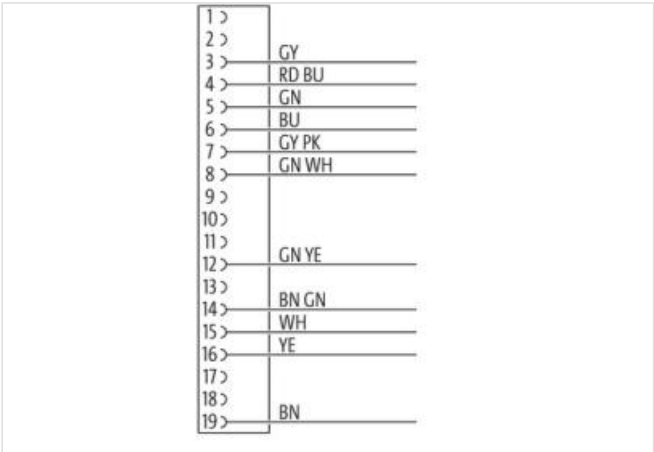 1
2
3 GY
4 RD BU
5 GN
6 BU
7 GY PK
8 GN WH
9
10
11
12 GN YE
13
14 BN GN
15 WH
16 YE
17
18
19 BN